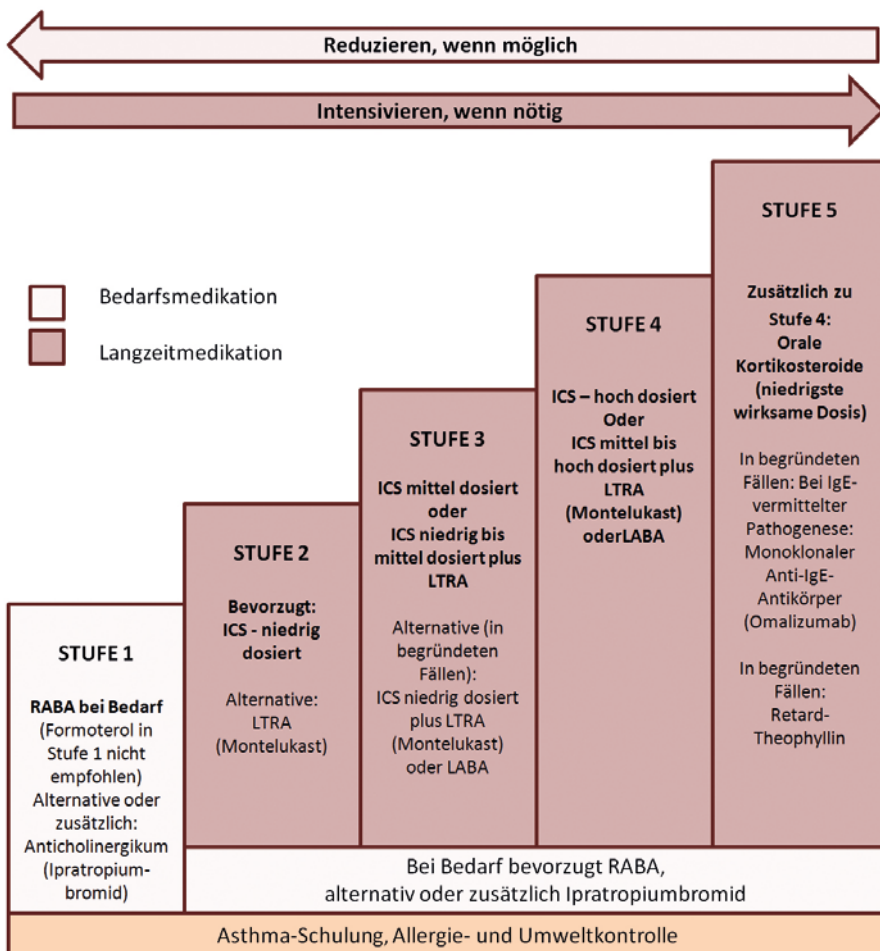 Reduzieren, wenn möglich
Intensivieren, wenn nötig
Bedarfsmedikation
Langzeitmedikation
STUFE 1
RABA bei Bedarf
(Formoterol in
Stufe 1 nicht
empfohlen)
Alternative oder
zusätzlich:
Anticholinergikum
(Ipratropium-
bromid)
STUFE 2
Bevorzugt:
ICS - niedrig
dosiert
Alternative:
LTRA
(Montelukast)
STUFE 3
ICS mittel dosiert
oder
ICS niedrig bis
mittel dosiert plus
LTRA
Alternative (in
begründeten
Fällen):
ICS niedrig dosiert
plus LTRA
(Montelukast)
oder LABA
STUFE 4
ICS – hoch dosiert
Oder
ICS mittel bis
hoch dosiert plus
LTRA
(Montelukast)
oderLABA
STUFE 5
Zusätzlich zu
Stufe 4:
Orale
Kortikosteroide
(niedrigste
wirksame Dosis)
In begründeten
Fällen: Bei IgE-
vermittelter
Pathogenese:
Monoklonaler
Anti-IgE-
Antikörper
(Omalizumab)
In begründeten
Fällen:
Retard-
Theophyllin
Bei Bedarf bevorzugt RABA,
alternativ oder zusätzlich Ipratropiumbromid
Asthma-Schulung, Allergie- und Umweltkontrolle